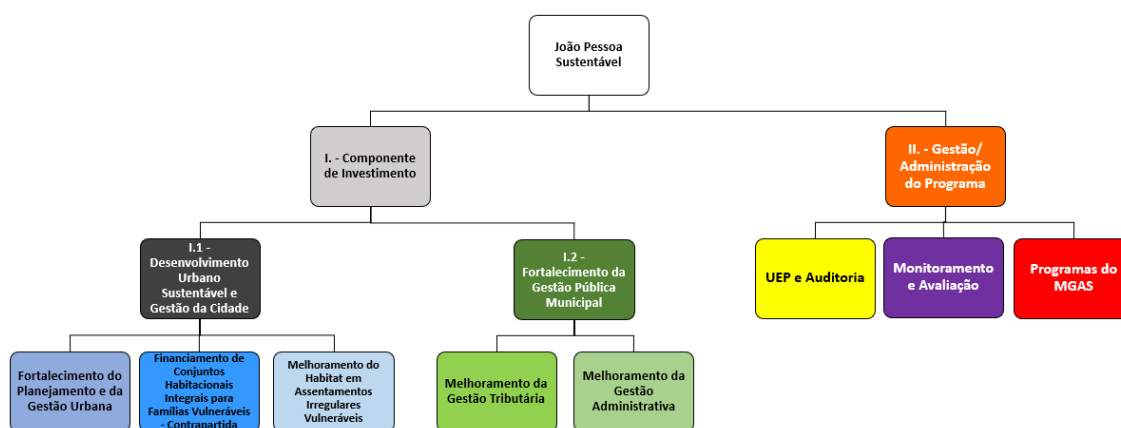 João Pessoa
Sustentável
I. - Componente
de Investimento
II. - Gestão/
Administração
do Programa
I.1 -
Desenvolvimento
Urbano
Sustentável e
Gestão da Cidade
I.2 -
Fortalecimento da
Gestão Pública
Municipal
UEP e Auditoria
Monitoramento
e Avaliação
Programas do
MGAS
Fortalecimento do
Planejamento e da
Gestão Urbana
Financiamento de
Conjuntos
Habitacionais
Integrais para
Famílias Vulneráveis
- Contrapartida
Melhoramento do
Habitat em
Assentamentos
Irregulares
Vulneráveis
Melhoramento da
Gestão Tributária
Melhoramento da
Gestão
Administrativa